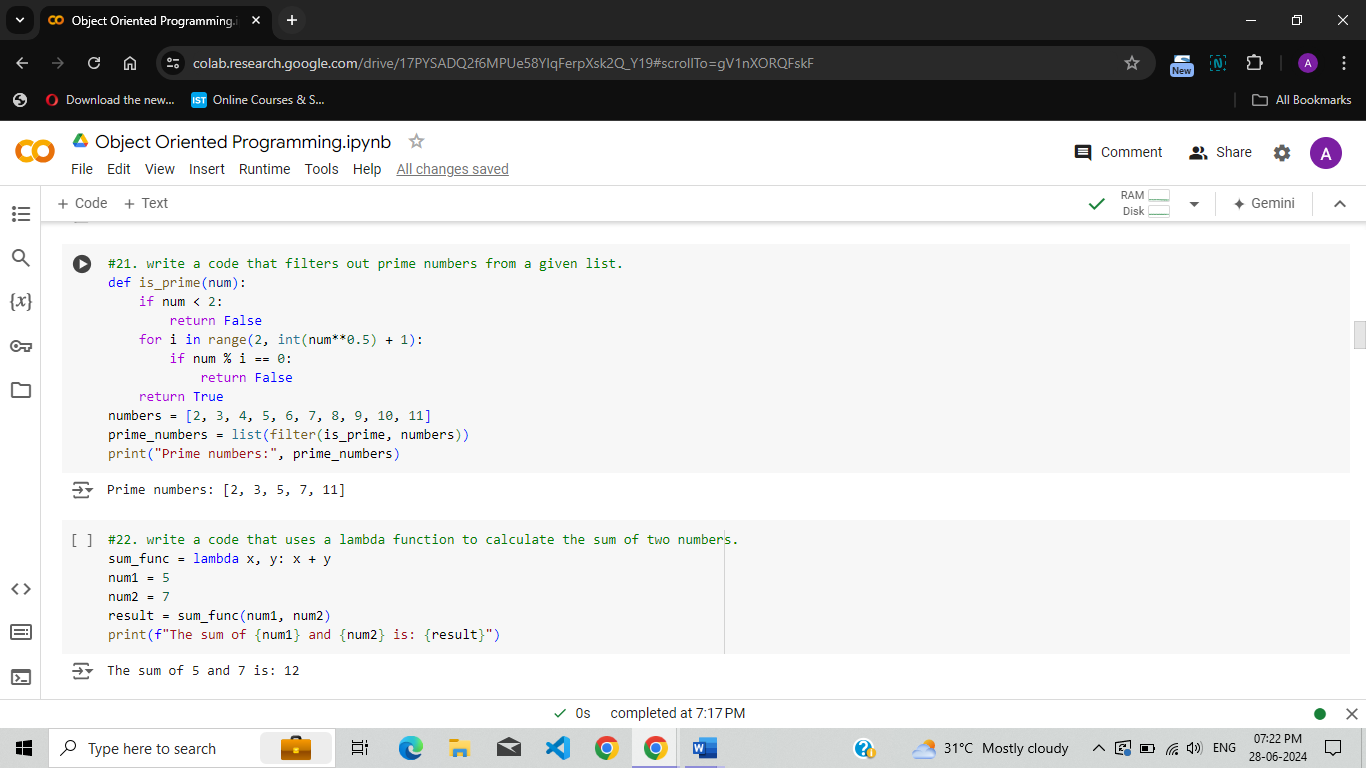 Object Oriented Programming.i
colab.research.google.com/drive/17PYSADQ2f6MPUe58YIqFerpXsk2Q_Y19#scrollTo=gV1nXORQFskF
New
N
A
Download the new...
IST
Online Courses & S...
All Bookmarks
Object Oriented Programming.ipynb
Comment
Share
A
File Edit View Insert Runtime Tools Help All changes saved
+ Code + Text
RAM
Disk
Gemini
{x}
#21. write a code that filters out prime numbers from a given list.
def is_prime(num):
    if num < 2:
        return False
    for i in range(2, int(num**0.5) + 1):
        if num % i == 0:
            return False
    return True
numbers = [2, 3, 4, 5, 6, 7, 8, 9, 10, 11]
prime_numbers = list(filter(is_prime, numbers))
print("Prime numbers:", prime_numbers)
Prime numbers: [2, 3, 5, 7, 11]
[ ] #22. write a code that uses a lambda function to calculate the sum of two numbers.
sum_func = lambda x, y: x + y
num1 = 5
num2 = 7
result = sum_func(num1, num2)
print(f"The sum of {num1} and {num2} is: {result}")
The sum of 5 and 7 is: 12
0s completed at 7:17 PM
Type here to search
W
31°C Mostly cloudy
ENG
07:22 PM
28-06-2024